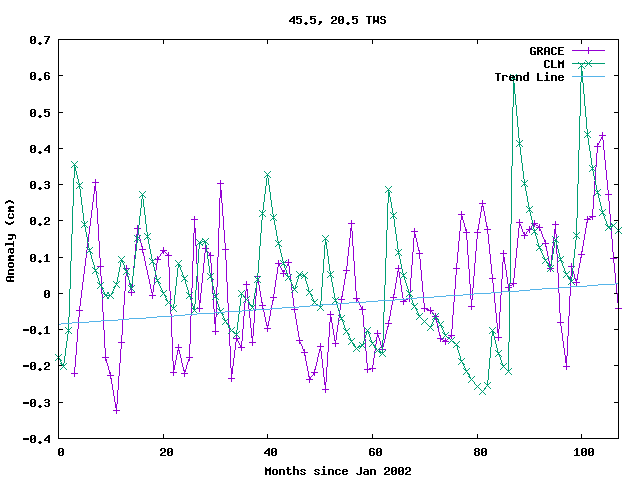 45.5, 20.5 TWS
GRACE
CLM
Trend Line
0.7
0.6
0.5
0.4
0.3
0.2
0.1
0
-0.1
-0.2
-0.3
-0.4
Anomaly (cm)
0 20 40 60 80 100
Months since Jan 2002